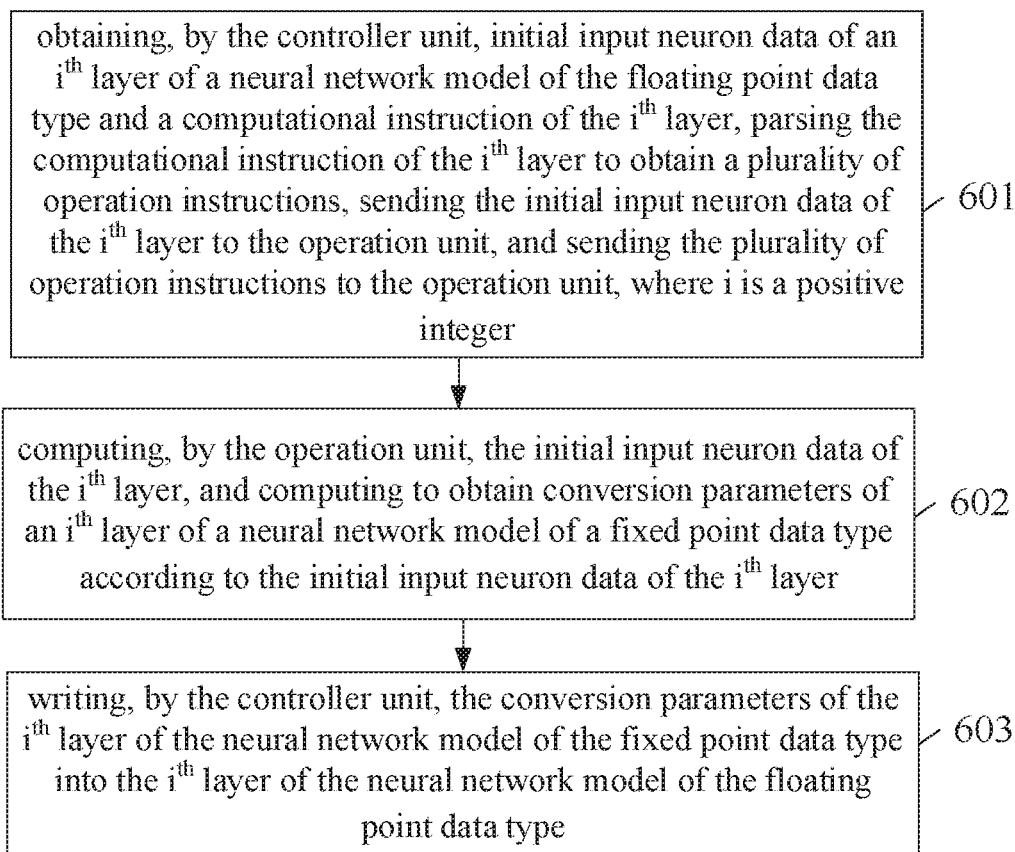 obtaining, by the controller unit, initial input neuron data of an
i^th layer of a neural network model of the floating point data
type and a computational instruction of the i^th layer, parsing the
computational instruction of the i^th layer to obtain a plurality of
operation instructions, sending the initial input neuron data of
the i^th layer to the operation unit, and sending the plurality of
operation instructions to the operation unit, where i is a positive
integer
601
computing, by the operation unit, the initial input neuron data of
the i^th layer, and computing to obtain conversion parameters of
an i^th layer of a neural network model of a fixed point data type
according to the initial input neuron data of the i^th layer
602
writing, by the controller unit, the conversion parameters of the
i^th layer of the neural network model of the fixed point data type
into the i^th layer of the neural network model of the floating
point data type
603